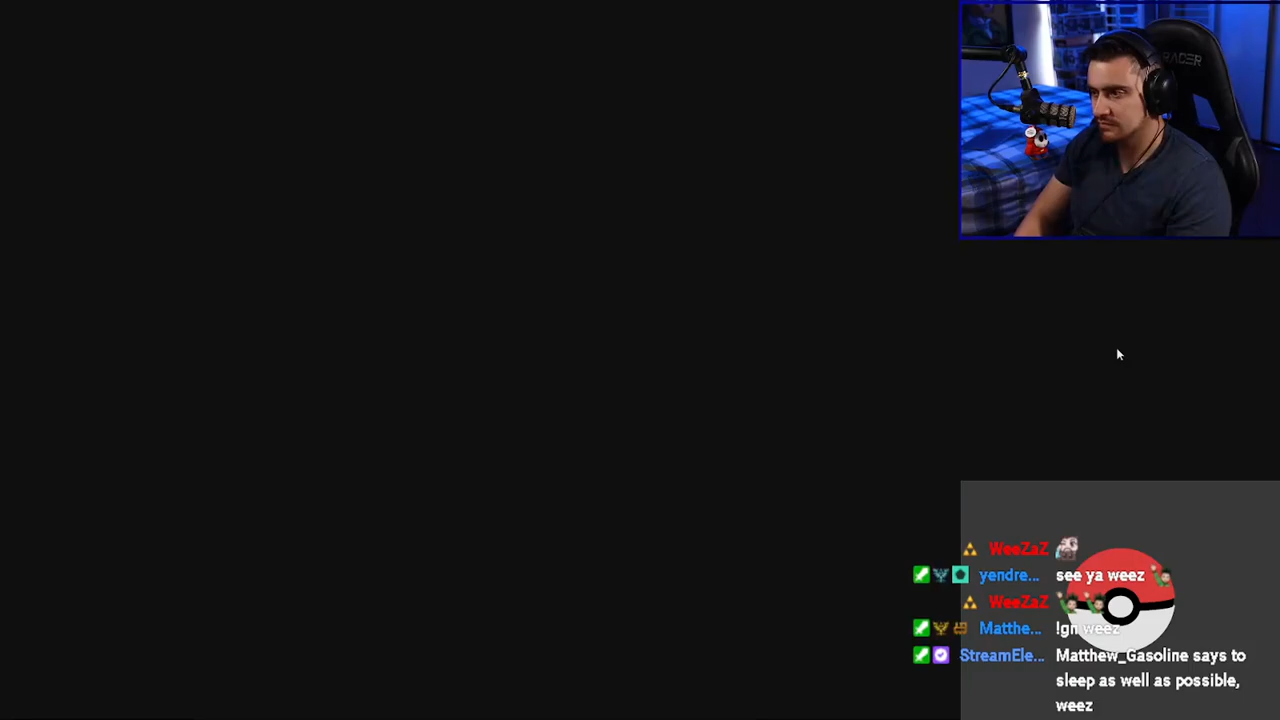 RACER
WeeZaZ
yendre... see ya weez
WeeZaZ
Matthe... !gn weez
StreamEle... Matthew_Gasoline says to
sleep as well as possible,
weez